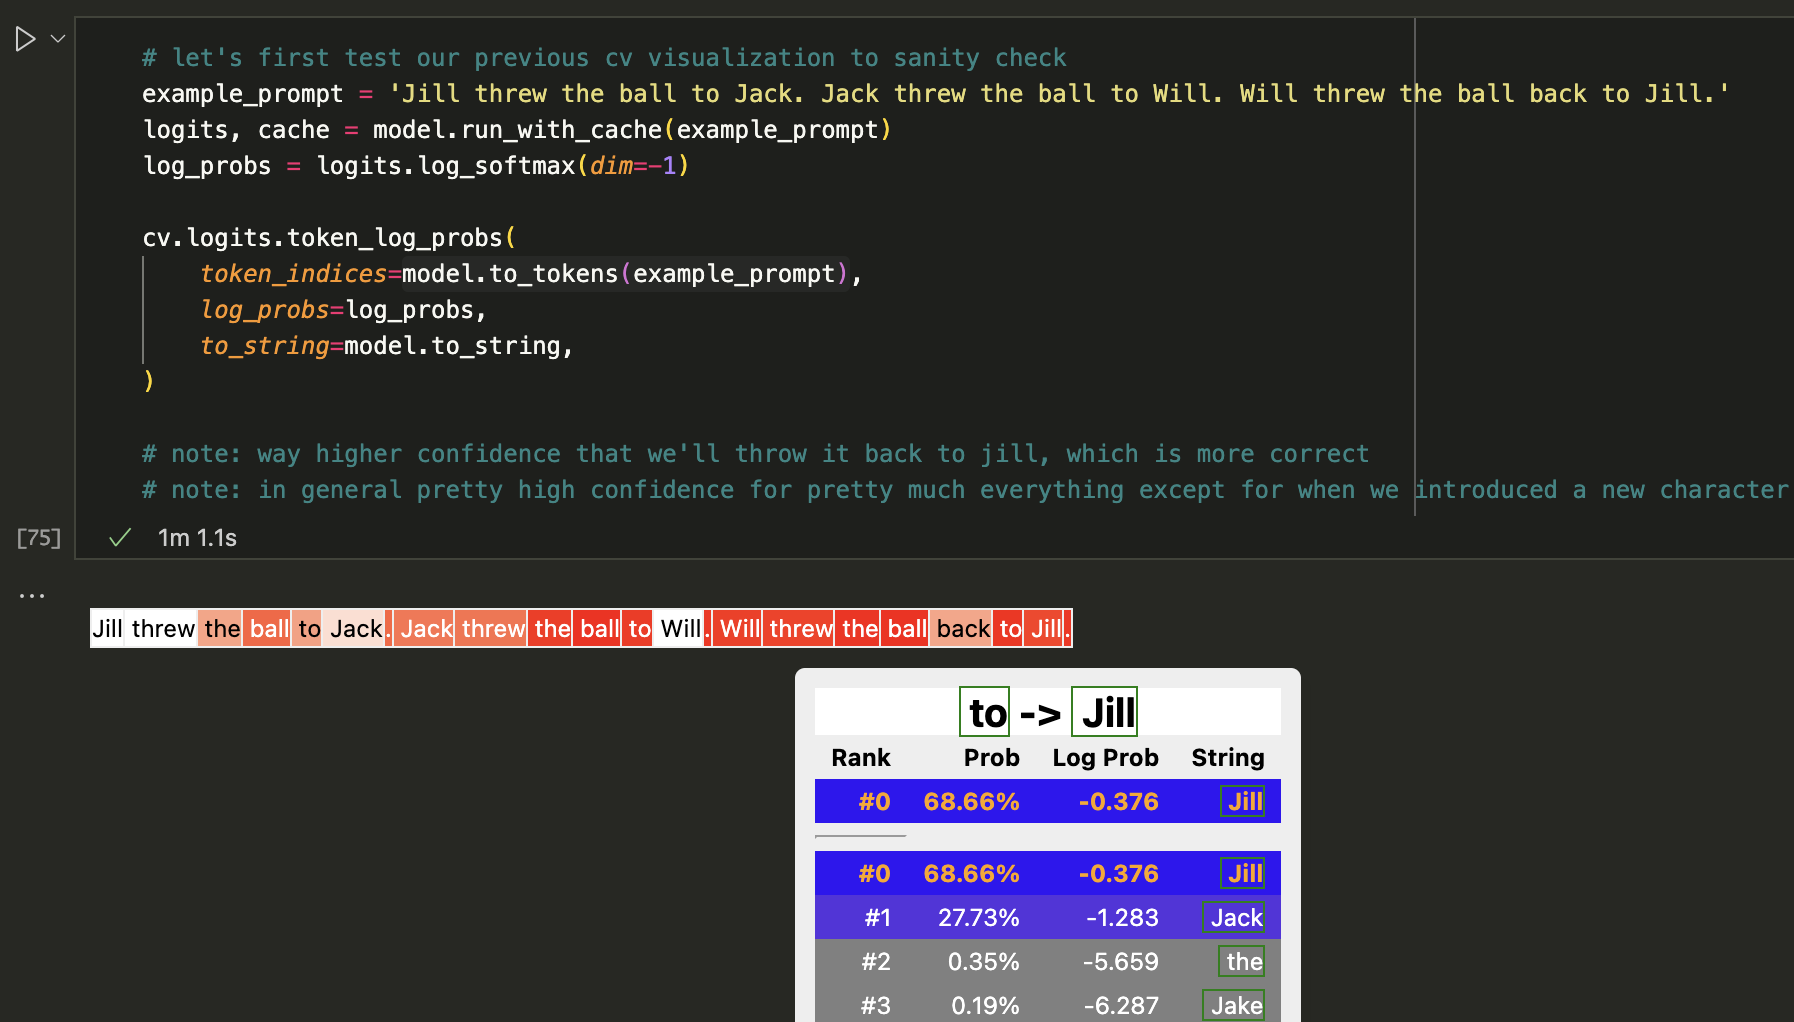 # let's first test our previous cv visualization to sanity check
example_prompt = 'Jill threw the ball to Jack. Jack threw the ball to Will. Will threw the ball back to Jill.'
logits, cache = model.run_with_cache(example_prompt)
log_probs = logits.log_softmax(dim=-1)
cv.logits.token_log_probs(
token_indices=model.to_tokens(example_prompt),
log_probs=log_probs,
to_string=model.to_string,
)
# note: way higher confidence that we'll throw it back to jill, which is more correct
# note: in general pretty high confidence for pretty much everything except for when we introduced a new character
[75] ✓ 1m 1.1s
...
Jill threw the ball to Jack. Jack threw the ball to Will. Will threw the ball back to Jill.
to -> Jill
Rank Prob Log Prob String
#0 68.66% -0.376 Jill
#0 68.66% -0.376 Jill
#1 27.73% -1.283 Jack
#2 0.35% -5.659 the
#3 0.19% -6.287 Jake